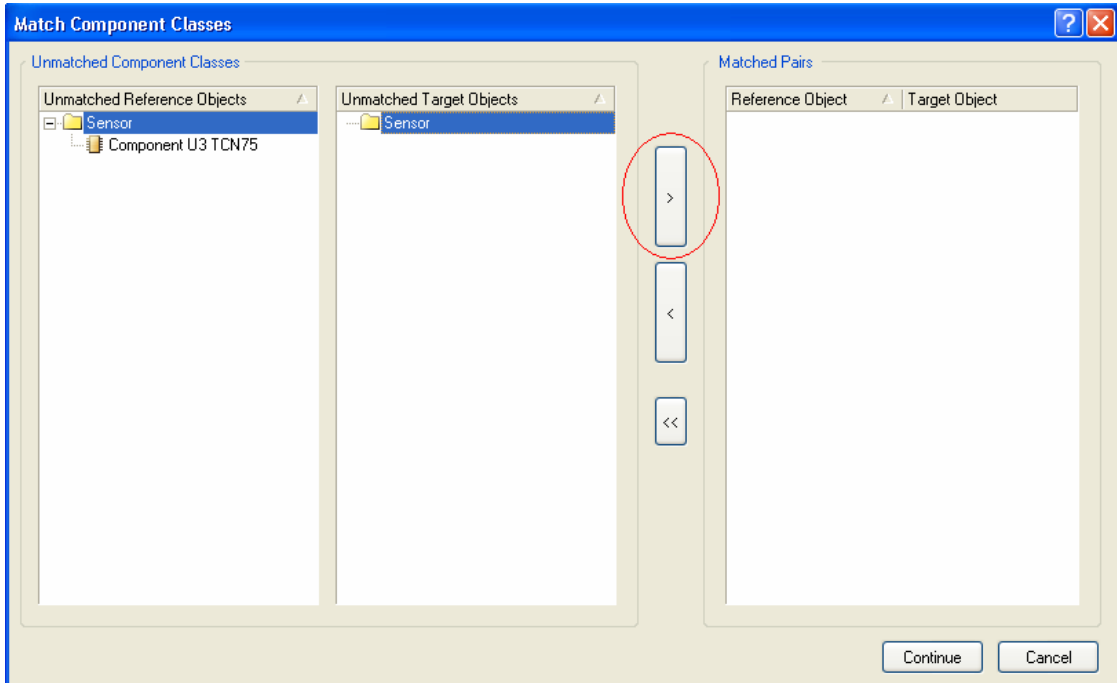 Match Component Classes
?
X
Unmatched Component Classes
Matched Pairs
Unmatched Reference Objects
Unmatched Target Objects
Reference Object
Target Object
Sensor
Sensor
Component U3 TCN75
>
<
<<
Continue
Cancel